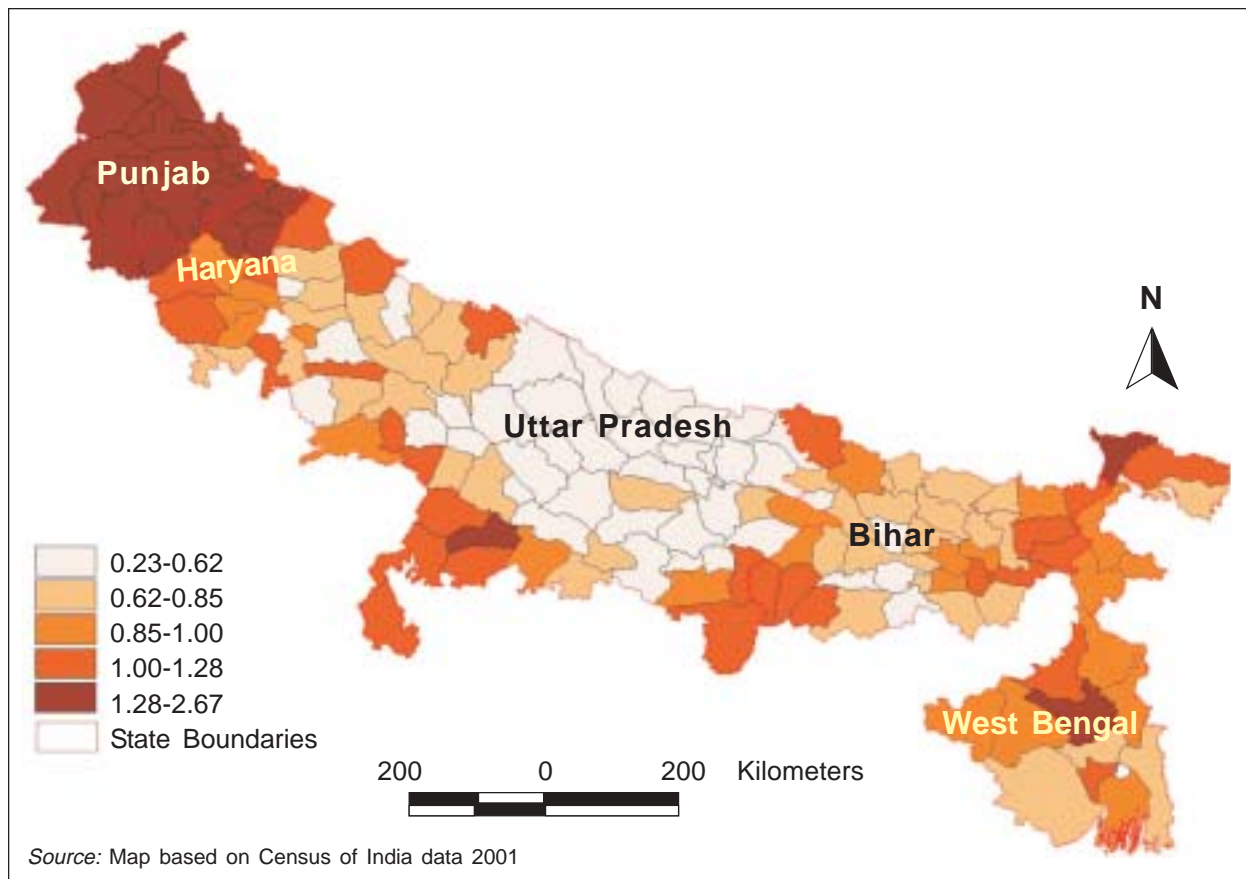 Punjab
Haryana
N
Uttar Pradesh
Bihar
0.23-0.62
0.62-0.85
0.85-1.00
1.00-1.28
1.28-2.67
State Boundaries
West Bengal
200 0 200 Kilometers
Source: Map based on Census of India data 2001